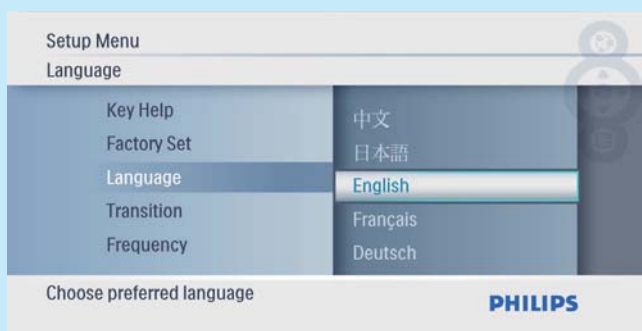 Setup Menu
Language
Key Help
Factory Set
Language
Transition
Frequency
中文
日本語
English
Français
Deutsch
Choose preferred language
PHILIPS